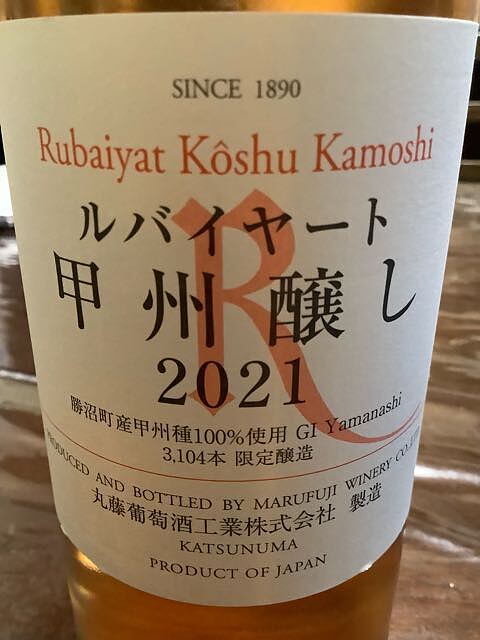 SINCE 1890
Rubaiyat Kôshu Kamoshi
ルバイヤート
甲州醸し
R
2021
勝沼町産甲州種100%使用 GI Yamanashi
3,104本 限定醸造
PRODUCED AND BOTTLED BY MARUFUJI WINERY CO.
丸藤葡萄酒工業株式会社 製造
KATSUNUMA
PRODUCT OF JAPAN